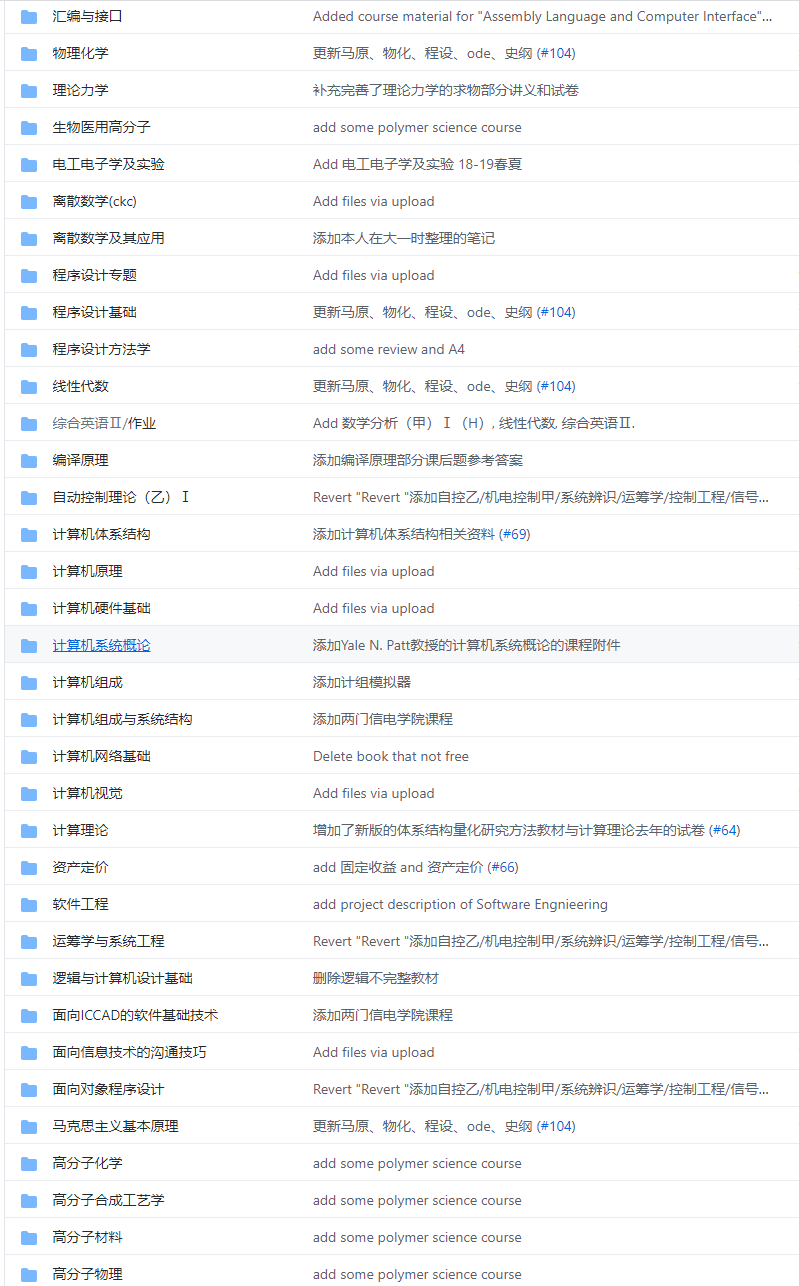 汇编与接口 Added course material for "Assembly Language and Computer Interface"...
物理化学 更新马原、物化、程设、ode、史纲 (#104)
理论力学 补充完善了理论力学的求物部分讲义和试卷
生物医用高分子 add some polymer science course
电工电子学及实验 Add 电工电子学及实验 18-19春夏
离散数学(ckc) Add files via upload
离散数学及其应用 添加本人在大一时整理的笔记
程序设计专题 Add files via upload
程序设计基础 更新马原、物化、程设、ode、史纲 (#104)
程序设计方法学 add some review and A4
线性代数 更新马原、物化、程设、ode、史纲 (#104)
综合英语Ⅱ/作业 Add 数学分析（甲）Ⅰ（H）, 线性代数, 综合英语Ⅱ.
编译原理 添加编译原理部分课后题参考答案
自动控制理论（乙）Ⅰ Revert "Revert "添加自控乙/机电控制甲/系统辨识/运筹学/控制工程/信号...
计算机体系结构 添加计算机体系结构相关资料 (#69)
计算机原理 Add files via upload
计算机硬件基础 Add files via upload
计算机系统概论 添加Yale N. Patt教授的计算机系统概论的课程附件
计算机组成 添加计组模拟器
计算机组成与系统结构 添加两门信电学院课程
计算机网络基础 Delete book that not free
计算机视觉 Add files via upload
计算理论 增加了新版的体系结构量化研究方法教材与计算理论去年的试卷 (#64)
资产定价 add 固定收益 and 资产定价 (#66)
软件工程 add project description of Software Engnieering
运筹学与系统工程 Revert "Revert "添加自控乙/机电控制甲/系统辨识/运筹学/控制工程/信号...
逻辑与计算机设计基础 删除逻辑不完整教材
面向ICCAD的软件基础技术 添加两门信电学院课程
面向信息技术的沟通技巧 Add files via upload
面向对象程序设计 Revert "Revert "添加自控乙/机电控制甲/系统辨识/运筹学/控制工程/信号...
马克思主义基本原理 更新马原、物化、程设、ode、史纲 (#104)
高分子化学 add some polymer science course
高分子合成工艺学 add some polymer science course
高分子材料 add some polymer science course
高分子物理 add some polymer science course